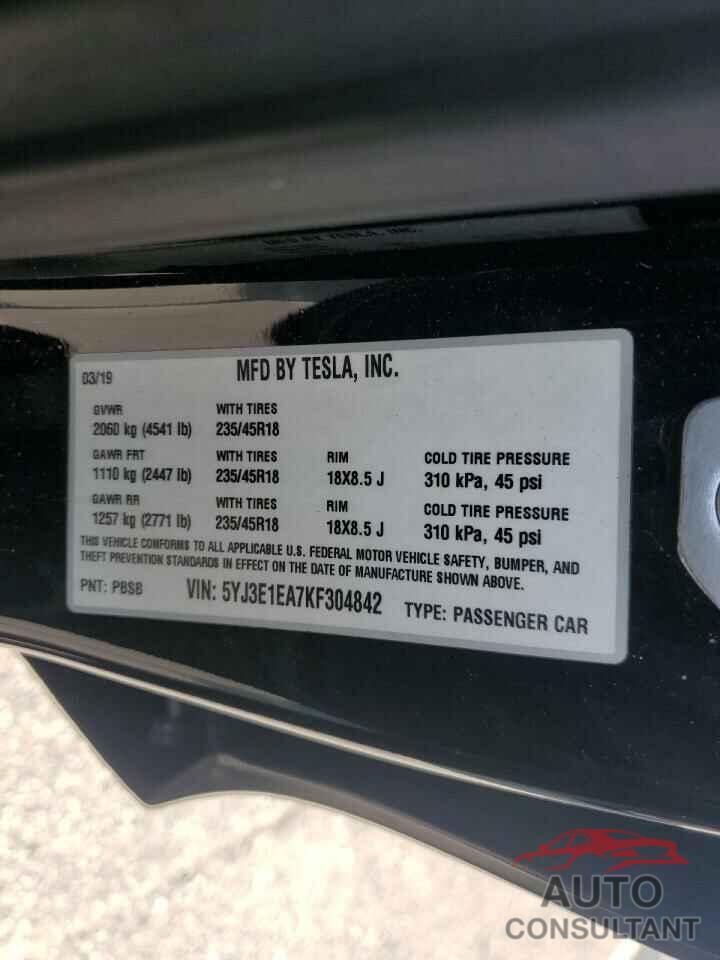 MFD BY TESLA, INC.
03/19 MFD BY TESLA, INC.
GVWR WITH TIRES
2060 kg (4541 lb) 235/45R18
GAWR FRT WITH TIRES RIM COLD TIRE PRESSURE
1110 kg (2447 lb) 235/45R18 18X8.5 J 310 kPa, 45 psi
GAWR RR WITH TIRES RIM COLD TIRE PRESSURE
1257 kg (2771 lb) 235/45R18 18X8.5 J 310 kPa, 45 psi
THIS VEHICLE CONFORMS TO ALL APPLICABLE U.S. FEDERAL MOTOR VEHICLE SAFETY, BUMPER, AND
THEFT PREVENTION STANDARDS IN EFFECT ON THE DATE OF MANUFACTURE SHOWN ABOVE.
PNT: PBSB VIN: 5YJ3E1EA7KF304842 TYPE: PASSENGER CAR
AUTO
CONSULTANT